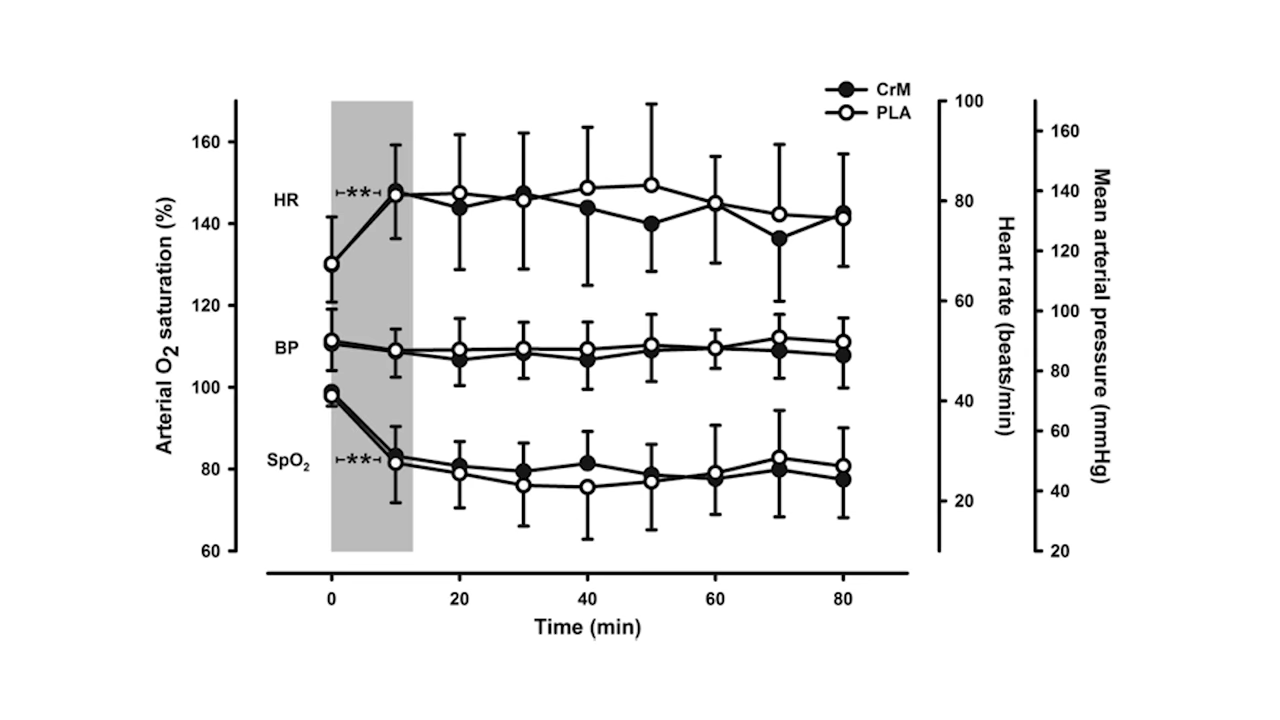 CrM
PLA
160
140
120
100
80
60
Arterial O2 saturation (%)
HR
BP
SpO2
**
**
100
80
60
40
20
Heart rate (beats/min)
160
140
120
100
80
60
40
20
Mean arterial pressure (mmHg)
0
20
40
60
80
Time (min)